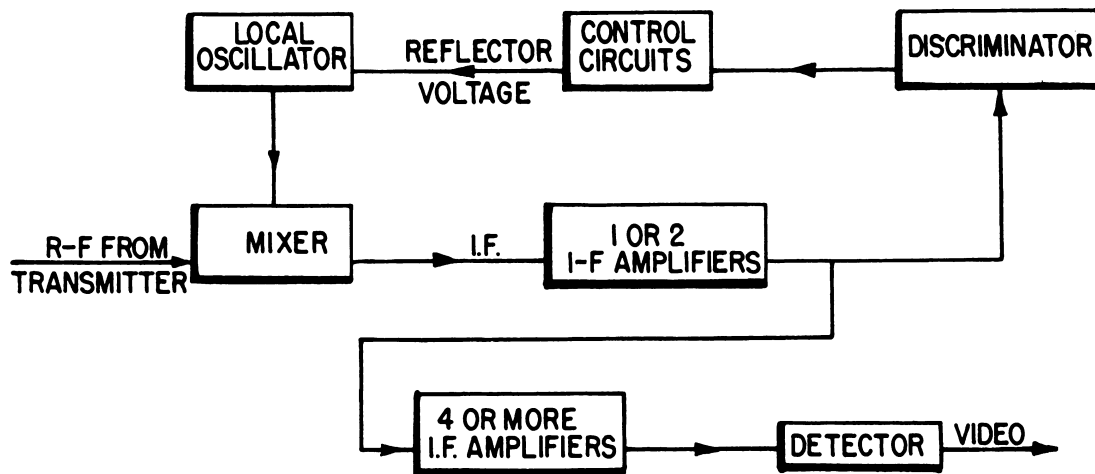 LOCAL
OSCILLATOR
REFLECTOR
VOLTAGE
CONTROL
CIRCUITS
DISCRIMINATOR
R-F FROM
TRANSMITTER
MIXER
I.F.
1 OR 2
I-F AMPLIFIERS
4 OR MORE
I.F. AMPLIFIERS
DETECTOR
VIDEO